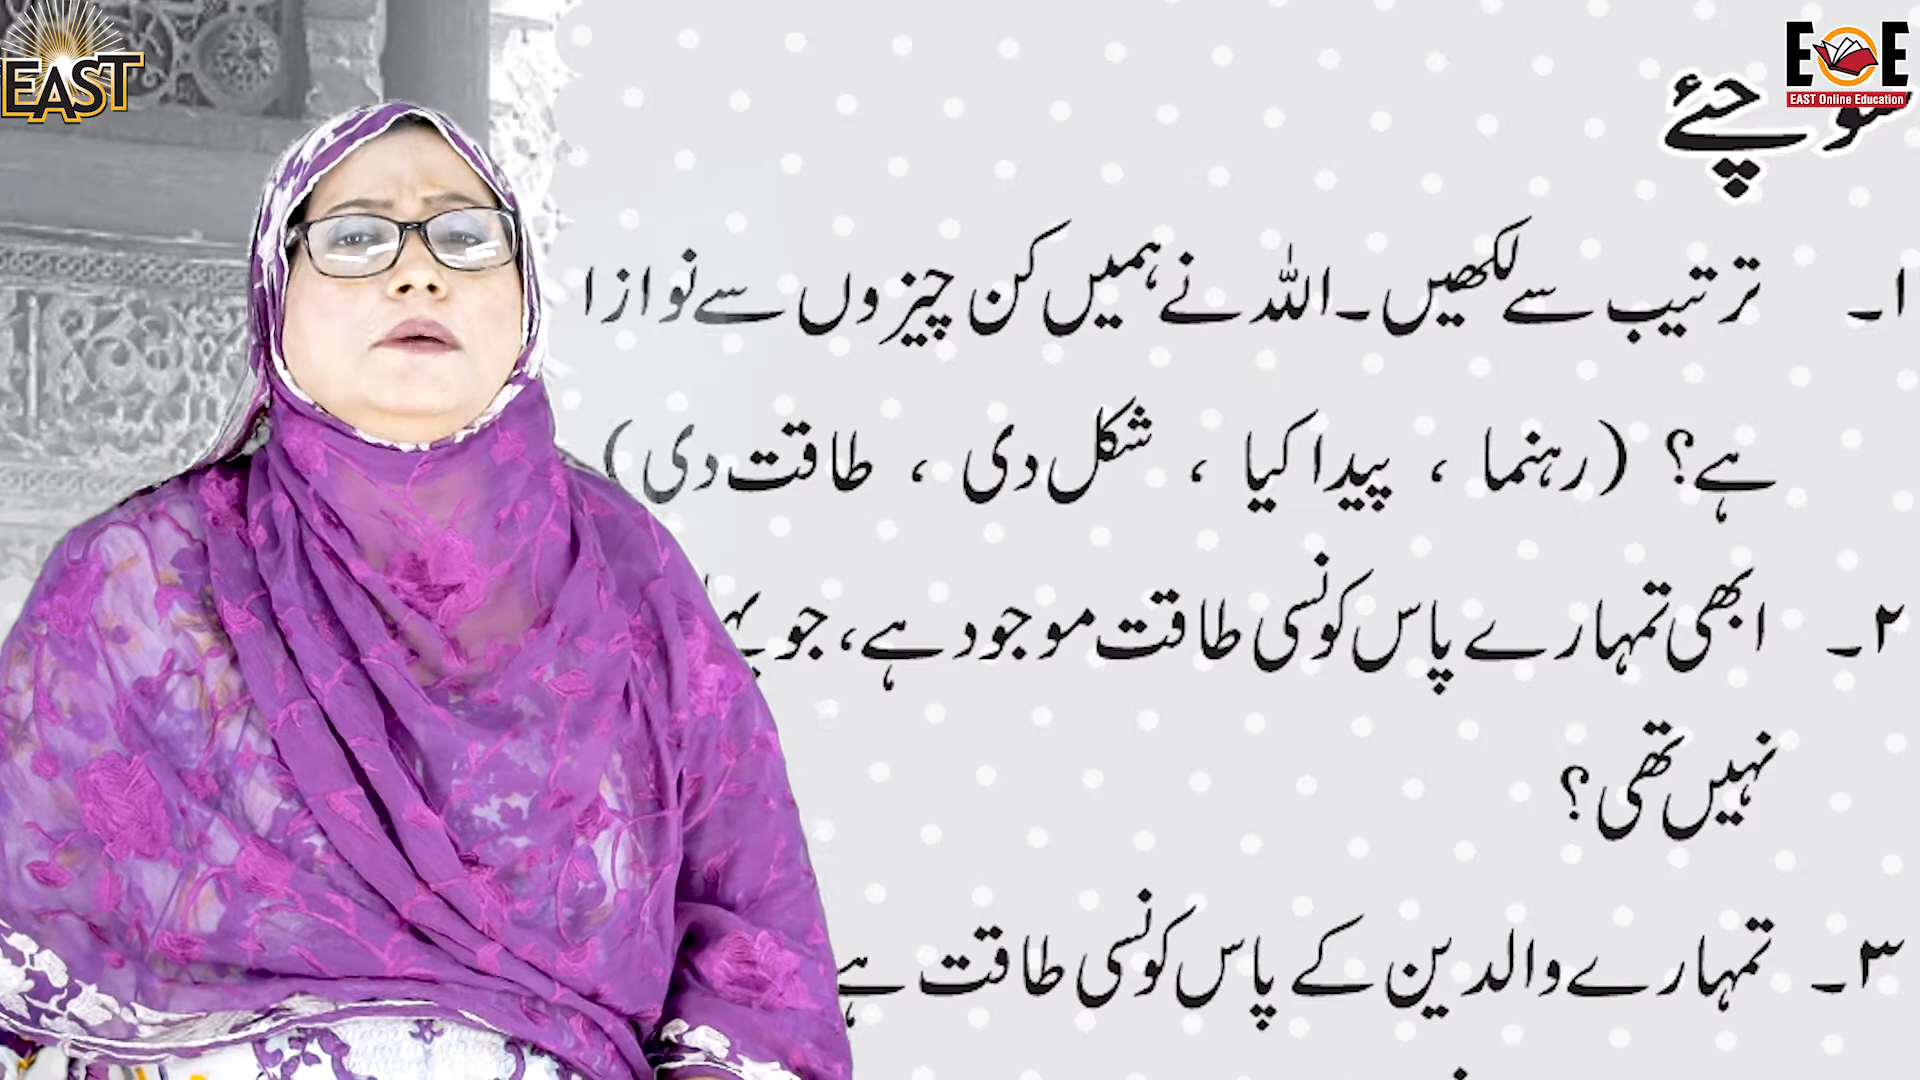 EAST
EOE
EAST Online Education
سوچئے
۱۔ ترتیب سے لکھیں۔ اللہ نے ہمیں کن چیزوں سے نوازا
ہے؟ (رہنما ، پیدا کیا ، شکل دی ، طاقت دی)
۲۔ ابھی تمہارے پاس کونسی طاقت موجود ہے، جو
نہیں تھی؟
۳۔ تمہارے والدین کے پاس کونسی طاقت ہے